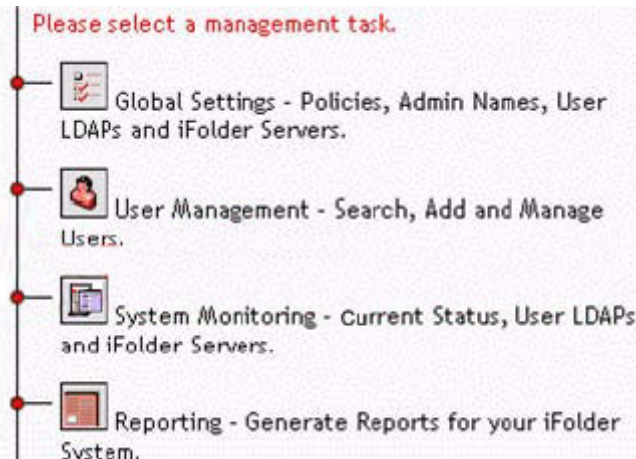 Please select a management task.
Global Settings - Policies, Admin Names, User
LDAPs and iFolder Servers.
User Management - Search, Add and Manage
Users.
System Monitoring - Current Status, User LDAPs
and iFolder Servers.
Reporting - Generate Reports for your iFolder
System.